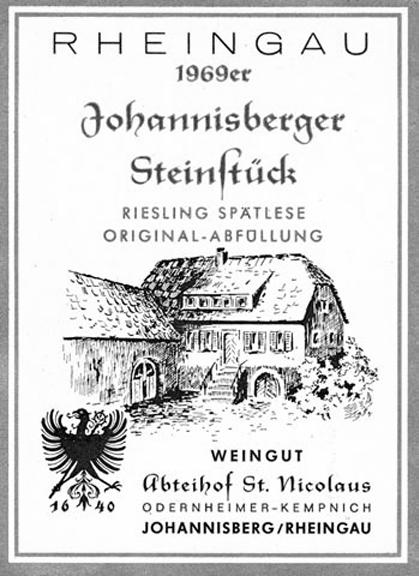 RHEINGAU
1969er
Johannisberger
Steinstück
RIESLING SPÄTLESE
ORIGINAL-ABFÜLLUNG
WEINGUT
Abteihof St. Nicolaus
ODERNHEIMER-KEMPNICH
JOHANNISBERG/RHEINGAU
16 40